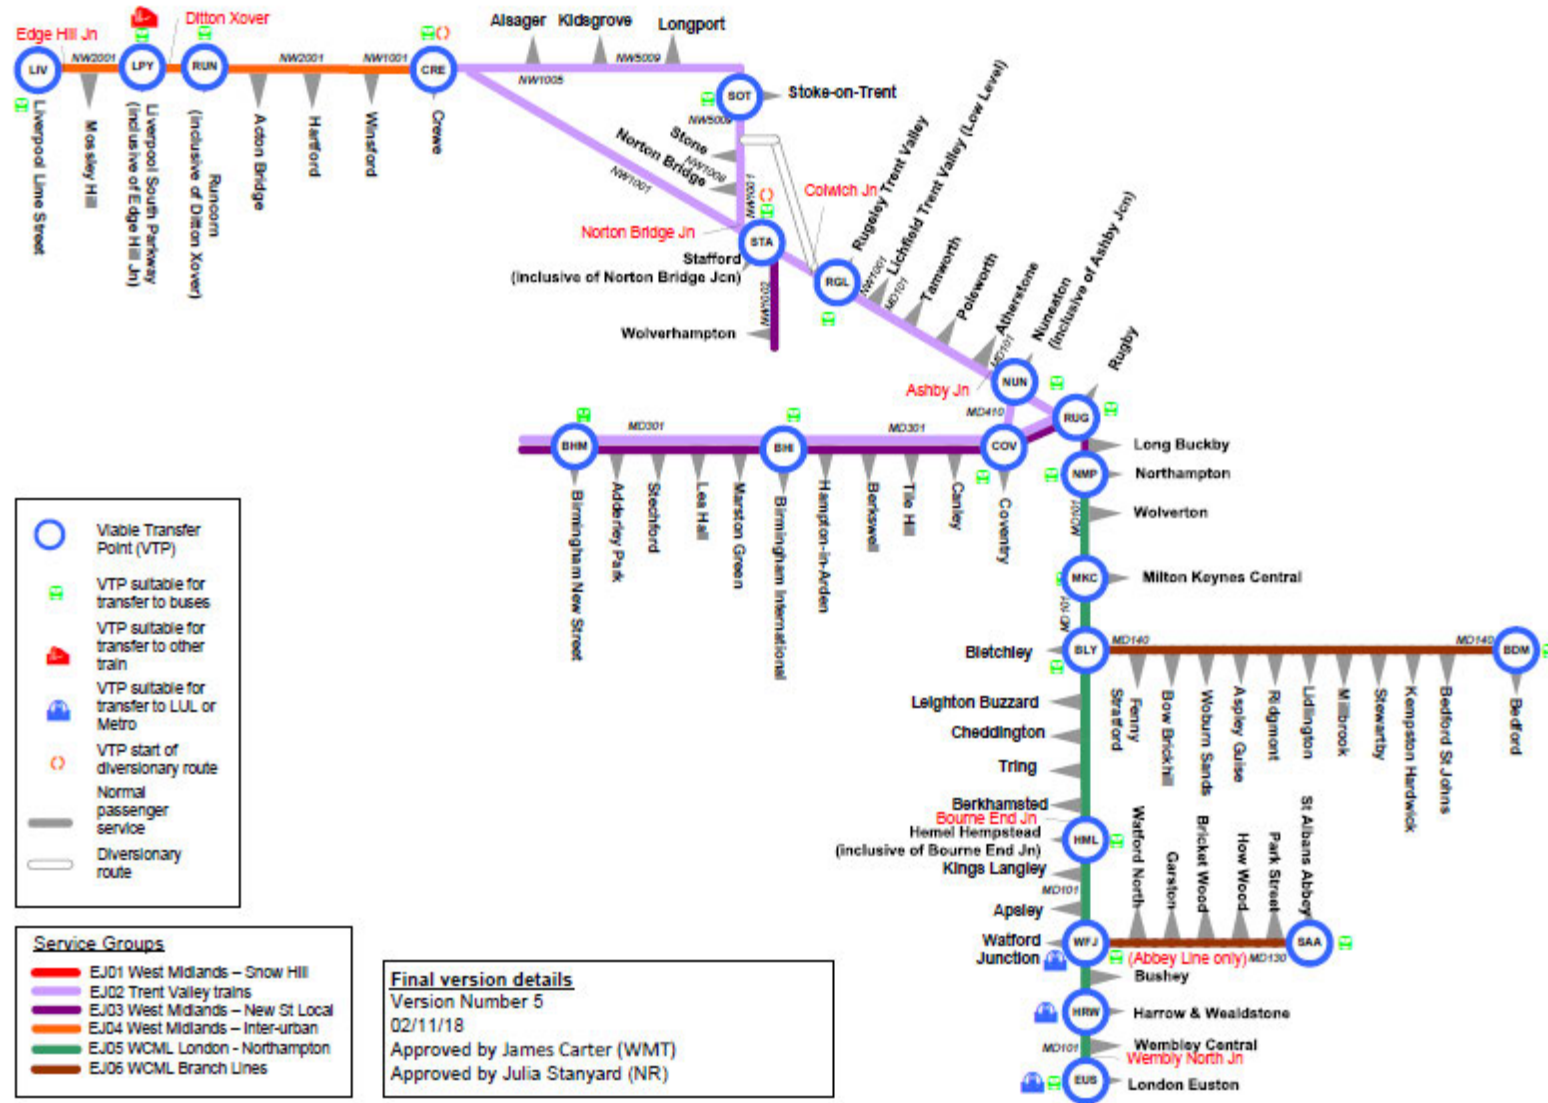 Edge Hill Jn
Ditton Xover
LIV
NW2001
LPY
RUN
NW2001
NW1001
CRE
Liverpool Lime Street
Mossley Hill
Liverpool South Parkway
(inclusive of Edge Hill Jn)
Runcorn
(inclusive of Ditton Xover)
Acton Bridge
Hartford
Winsford
Crewe
Alsager
Kidsgrove
Longport
NW1005
NW5009
SOT
Stoke-on-Trent
NW5009
Stone
Norton Bridge
NW1001
Norton Bridge Jn
STA
Stafford
(inclusive of Norton Bridge Jcn)
Wolverhampton
Colwich Jn
RGL
Rugeley Trent Valley
Lichfield Trent Valley (Low Level)
NW1001
MD101
Tamworth
Polesworth
Atherstone
MD101
Nuneaton
(inclusive of Ashby Jcn)
Ashby Jn
NUN
MD410
Rugby
RUG
BHM
MD301
BHI
MD301
COV
Birmingham New Street
Adderley Park
Stechford
Lea Hall
Marston Green
Birmingham International
Hampton-in-Arden
Berkswell
Tile Hill
Canley
Coventry
Long Buckby
NMP
Northampton
MD101
Wolverton
MKC
Milton Keynes Central
MD101
Bletchley
BLY
MD140
MD140
BDM
Fenny
Stratford
Bow Brickhill
Woburn Sands
Aspley Guise
Ridgmont
Lidlington
Millbrook
Stewartby
Kempston Hardwick
Bedford St Johns
Bedford
Leighton Buzzard
Cheddington
Tring
Berkhamsted
Bourne End Jn
Hemel Hempstead
(inclusive of Bourne End Jn)
HML
Kings Langley
MD101
Apsley
Watford
Junction
WFJ
Watford North
Garston
Bricket Wood
How Wood
Park Street
St Albans Abbey
SAA
(Abbey Line only)
MD130
Bushey
HRW
Harrow & Wealdstone
MD101
Wembley Central
Wembly North Jn
EUS
London Euston
Viable Transfer
Point (VTP)
VTP suitable for
transfer to buses
VTP suitable for
transfer to other
train
VTP suitable for
transfer to LUL or
Metro
VTP start of
diversionary route
Normal
passenger
service
Diversionary
route
Service Groups
EJ01 West Midlands – Snow Hill
EJ02 Trent Valley trains
EJ03 West Midlands – New St Local
EJ04 West Midlands – Inter-urban
EJ05 WCML London - Northampton
EJ06 WCML Branch Lines
Final version details
Version Number 5
02/11/18
Approved by James Carter (WMT)
Approved by Julia Stanyard (NR)